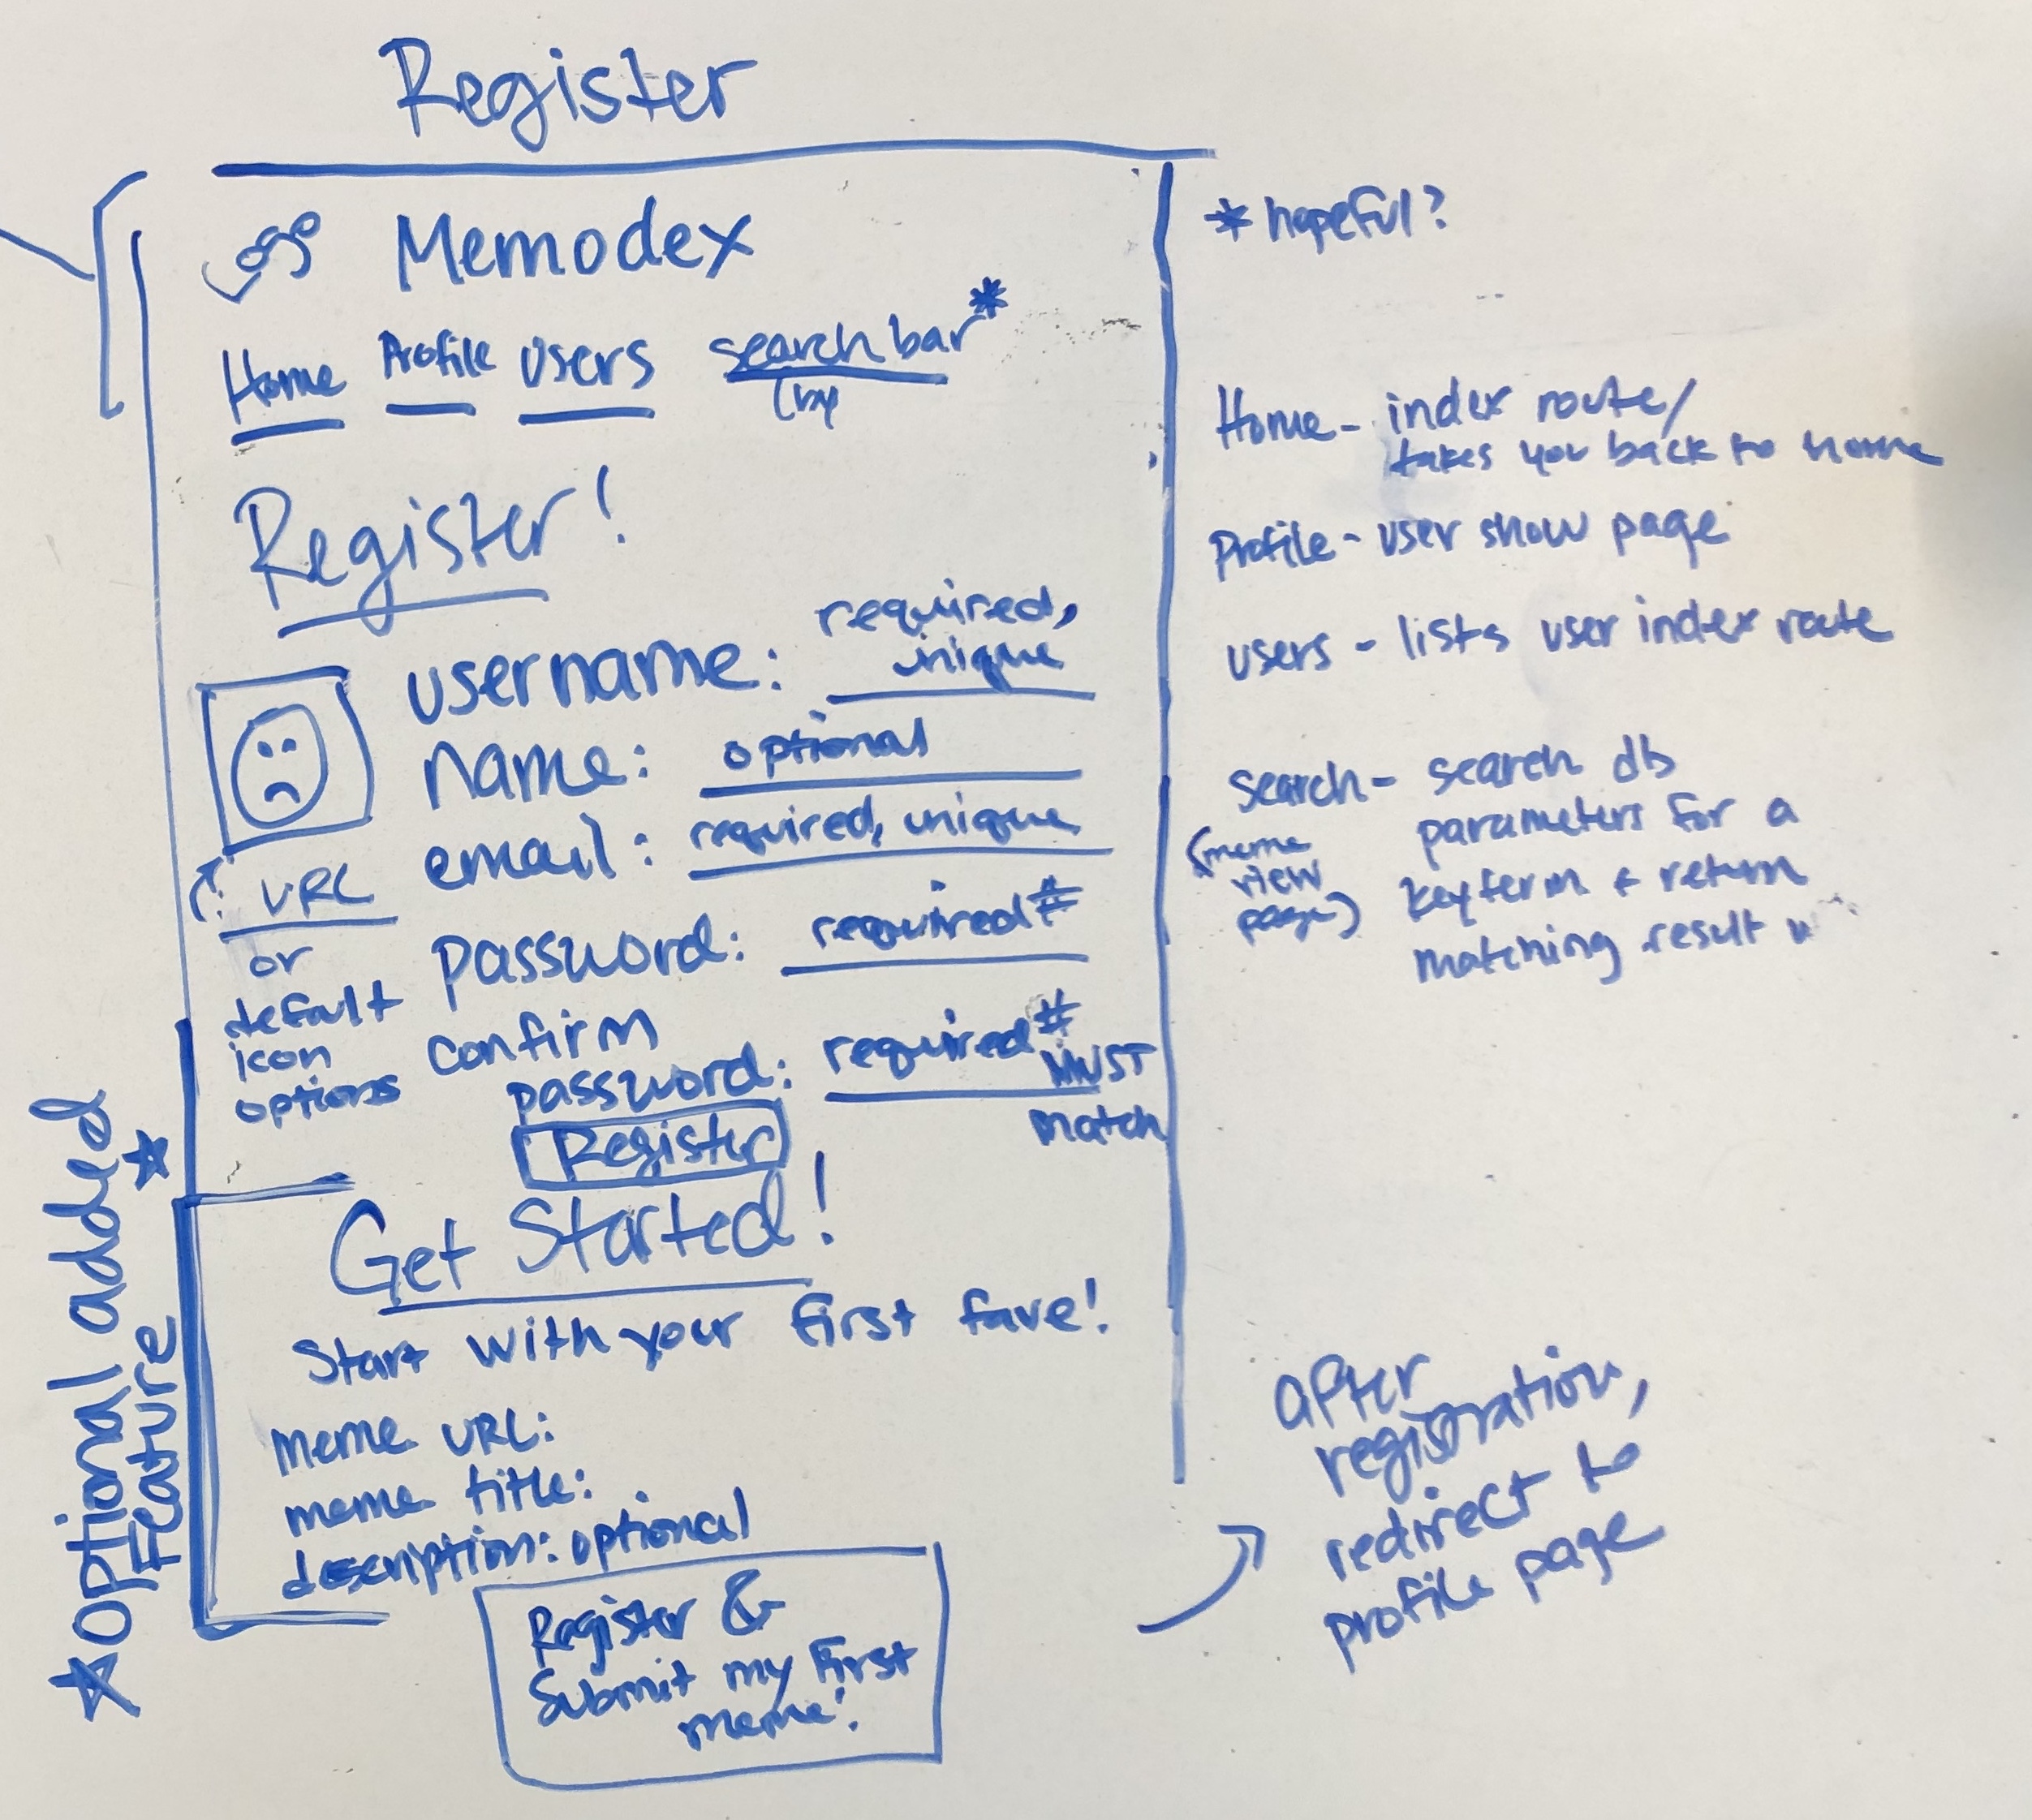 Register
Memodex
Home Profile users search bar*
(by
Register!
username: required,
unique
name: optional
email: required, unique
password: required#
confirm
password: required#
MUST
match
URL
or
defalt
icon
options
Register
Get Started!
Start with your first fave!
meme URL:
meme title:
description: optional
Register &
Submit my first
meme!
*Optional added*
Feature
*hopeful?
Home- index route/
takes you back to home
Profile- user show page
users - lists user index route
Search- search db
parameters for a
keyterm + return
matching result
(meme
view
page)
after
registration,
redirect to
profile page